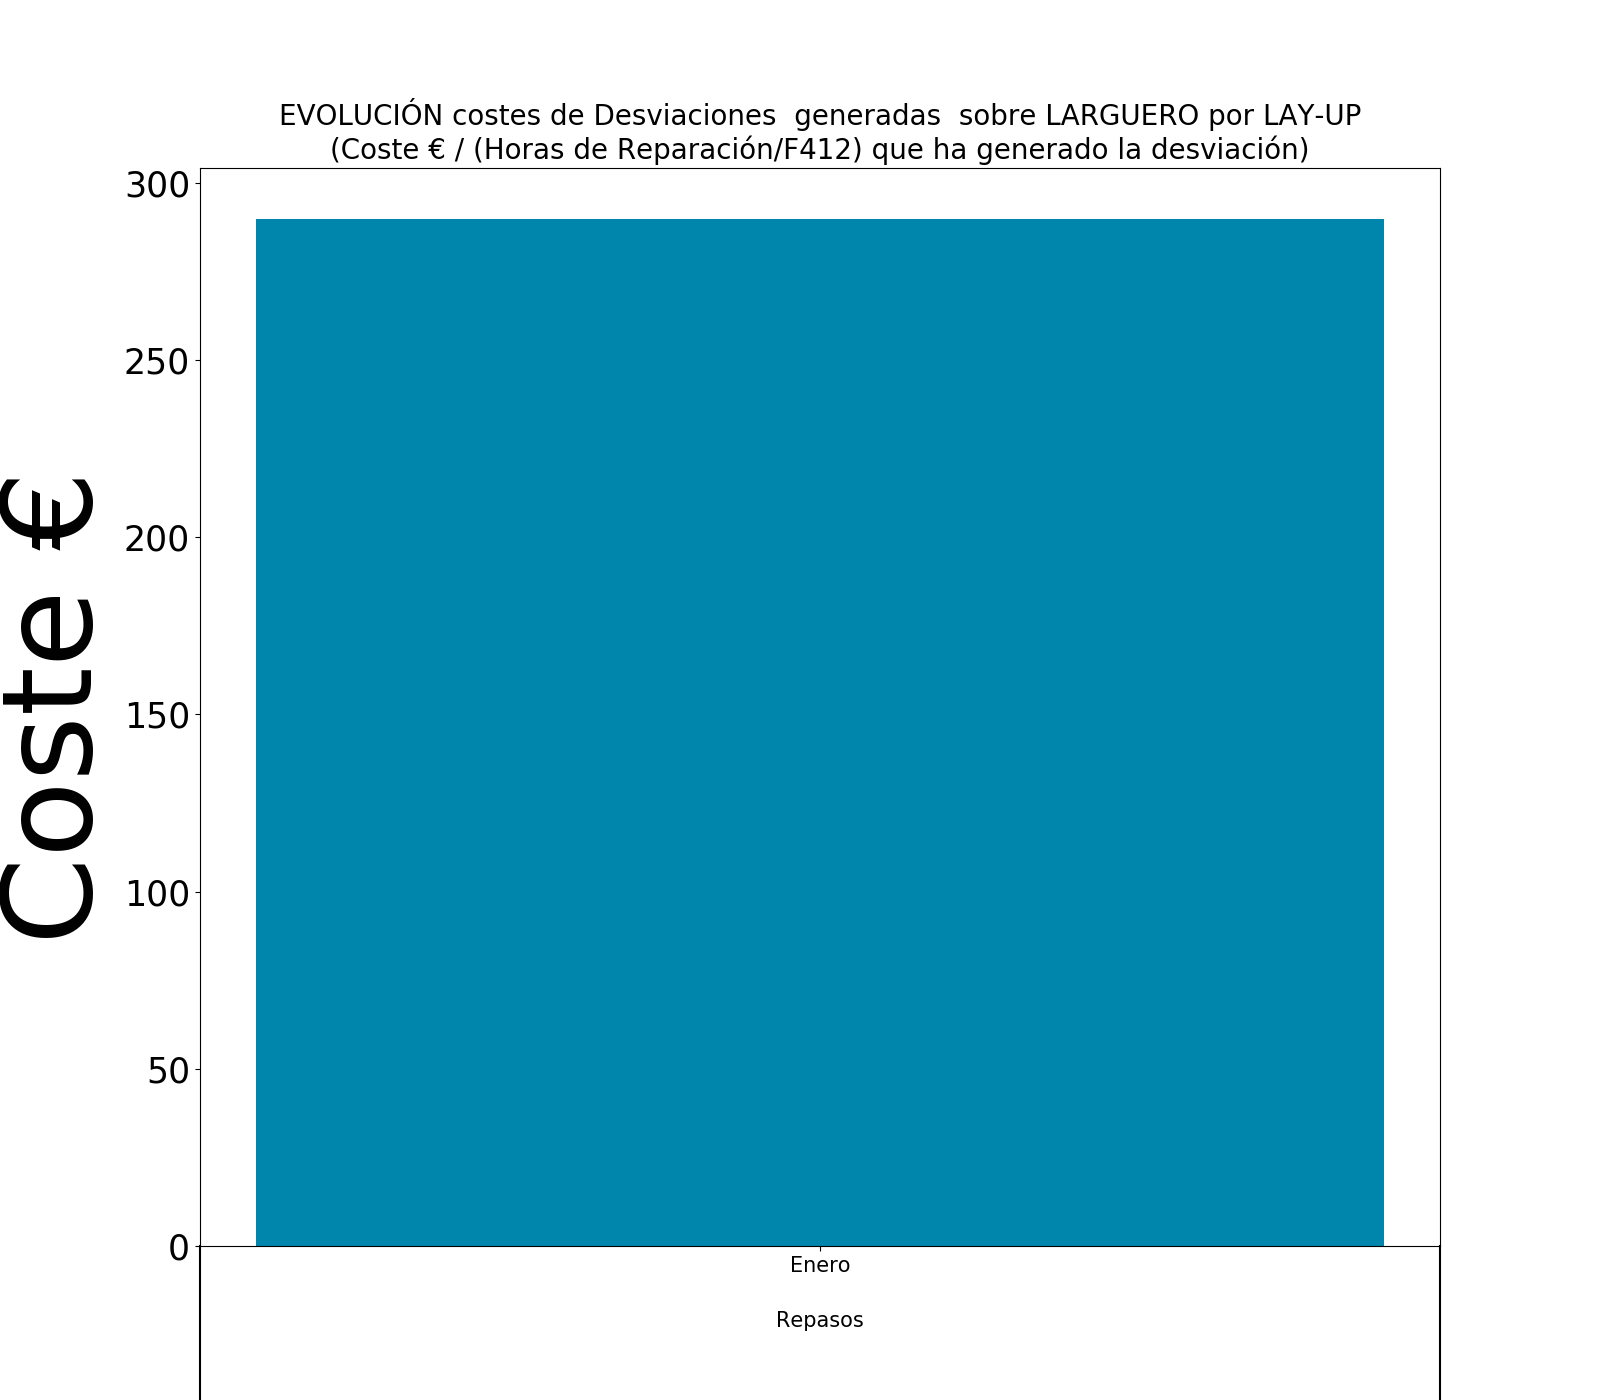 EVOLUCIÓN costes de Desviaciones  generadas  sobre LARGUERO por LAY-UP
(Coste € / (Horas de Reparación/F412) que ha generado la desviación)
Coste €
300
250
200
150
100
50
0
Enero
Repasos